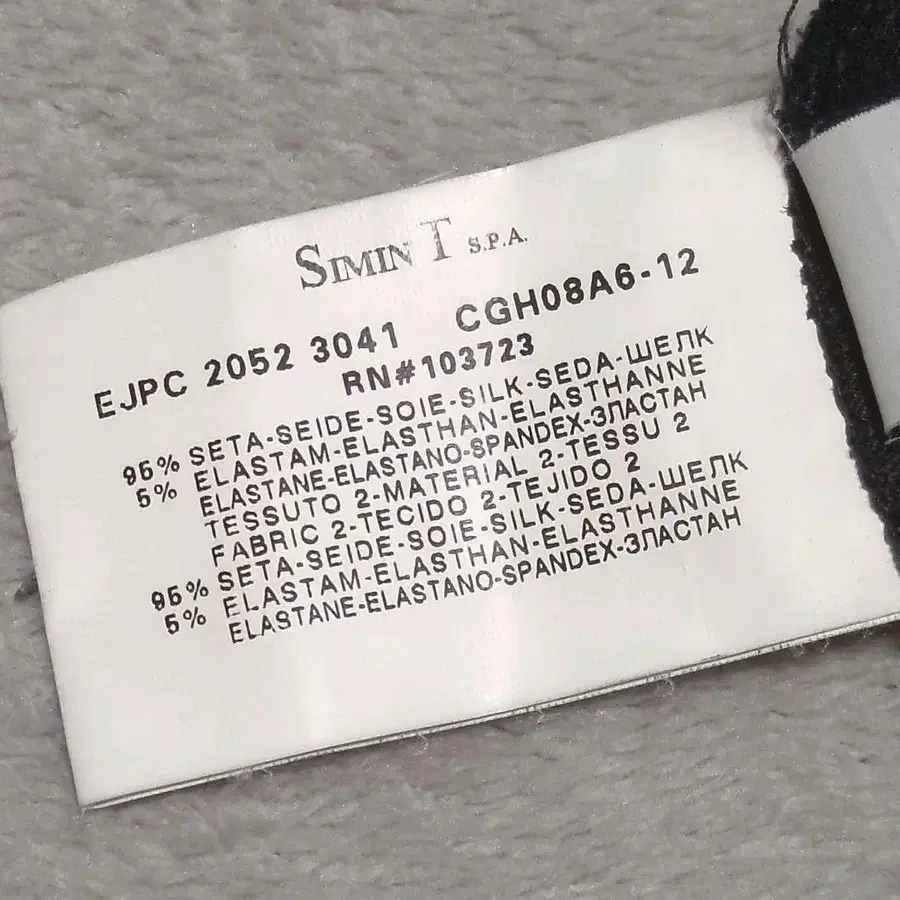 SIMIN T S.P.A.
EJPC 2052 3041 CGH08A6-12
RN#103723
95% SETA-SEIDE-SOIE-SILK-SEDA-ШЕЛК
5% ELASTAM-ELASTHAN-ELASTHANNE
ELASTANE-ELASTANO-SPANDEX-ЭЛАСТАН
TESSUTO 2-MATERIAL 2-TESSU 2
FABRIC 2-TECIDO 2-TEJIDO 2
95% SETA-SEIDE-SOIE-SILK-SEDA-ШЕЛК
5% ELASTAM-ELASTHAN-ELASTHANNE
ELASTANE-ELASTANO-SPANDEX-ЭЛАСТАН